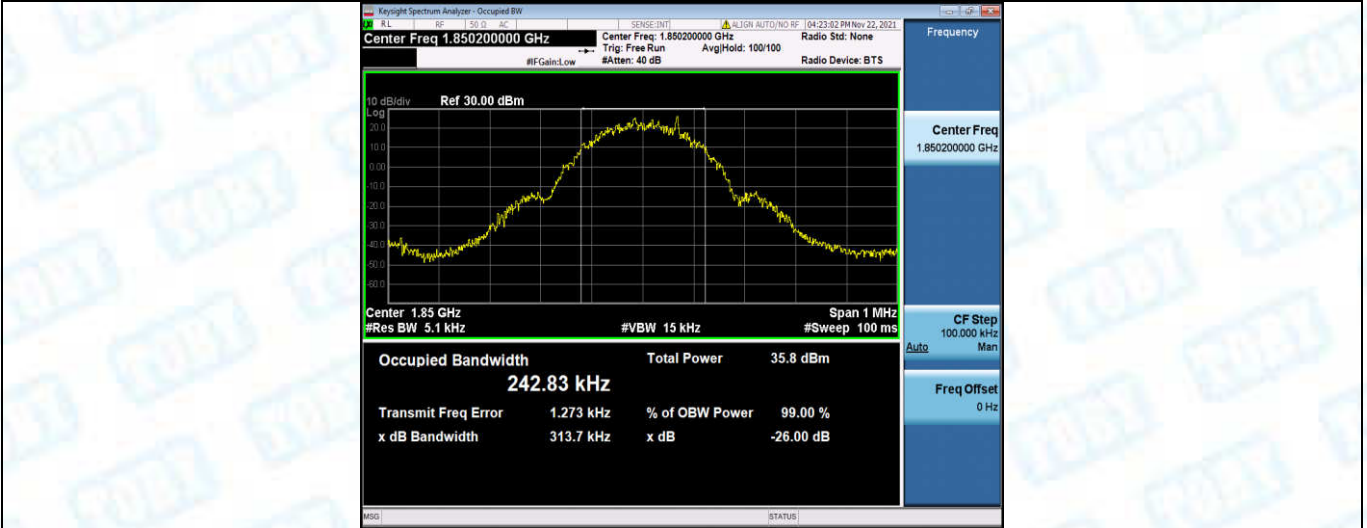 Keysight Spectrum Analyzer - Occupied BW
RL RF 50 Ω AC SENSE:INT ALIGN AUTO/NO RF 04:23:02 PM Nov 22, 2021
Center Freq 1.850200000 GHz
Center Freq: 1.850200000 GHz
Radio Std: None
Trig: Free Run Avg|Hold: 100/100
#IFGain:Low #Atten: 40 dB Radio Device: BTS
Frequency
10 dB/div Ref 30.00 dBm
Log
20.0
10.0
0.00
-10.0
-20.0
-30.0
-40.0
-50.0
-60.0
Center 1.85 GHz Span 1 MHz
#Res BW 5.1 kHz #VBW 15 kHz #Sweep 100 ms
Occupied Bandwidth Total Power 35.8 dBm
242.83 kHz
Transmit Freq Error 1.273 kHz % of OBW Power 99.00 %
x dB Bandwidth 313.7 kHz x dB -26.00 dB
Center Freq
1.850200000 GHz
CF Step
100.000 kHz
Auto Man
Freq Offset
0 Hz
MSG STATUS